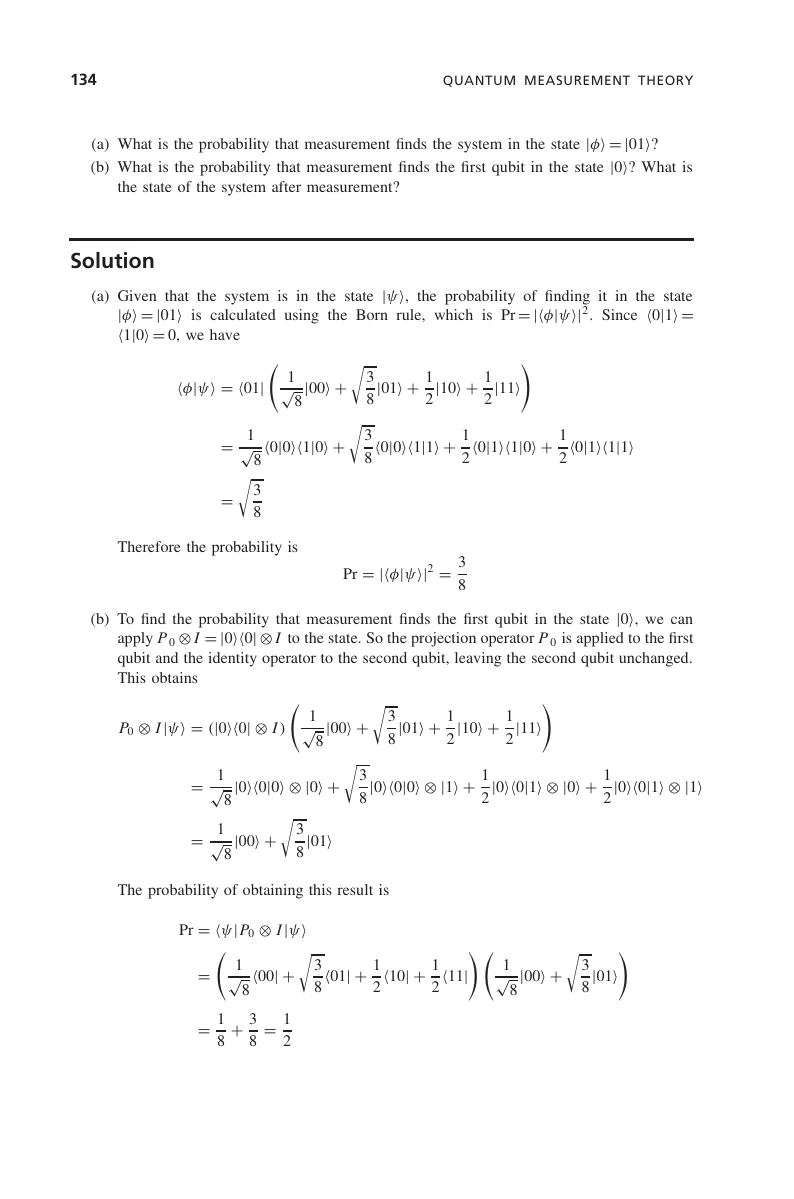 134 QUANTUM MEASUREMENT THEORY
(a) What is the probability that measurement finds the system in the state |ϕ⟩ = |01⟩?
(b) What is the probability that measurement finds the first qubit in the state |0⟩? What is
the state of the system after measurement?
Solution
(a) Given that the system is in the state |ψ⟩, the probability of finding it in the state
|ϕ⟩ = |01⟩ is calculated using the Born rule, which is Pr = |⟨ϕ|ψ⟩|². Since ⟨0|1⟩ =
⟨1|0⟩ = 0, we have
⟨ϕ|ψ⟩ = ⟨01| (1/√8 |00⟩ + √(3/8) |01⟩ + 1/2 |10⟩ + 1/2 |11⟩)
= 1/√8 ⟨0|0⟩⟨1|0⟩ + √(3/8) ⟨0|0⟩⟨1|1⟩ + 1/2 ⟨0|1⟩⟨1|0⟩ + 1/2 ⟨0|1⟩⟨1|1⟩
= √(3/8)
Therefore the probability is
Pr = |⟨ϕ|ψ⟩|² = 3/8
(b) To find the probability that measurement finds the first qubit in the state |0⟩, we can
apply P₀ ⊗ I = |0⟩⟨0| ⊗ I to the state. So the projection operator P₀ is applied to the first
qubit and the identity operator to the second qubit, leaving the second qubit unchanged.
This obtains
P₀ ⊗ I|ψ⟩ = (|0⟩⟨0| ⊗ I) (1/√8 |00⟩ + √(3/8) |01⟩ + 1/2 |10⟩ + 1/2 |11⟩)
= 1/√8 |0⟩⟨0|0⟩ ⊗ |0⟩ + √(3/8) |0⟩⟨0|0⟩ ⊗ |1⟩ + 1/2 |0⟩⟨0|1⟩ ⊗ |0⟩ + 1/2 |0⟩⟨0|1⟩ ⊗ |1⟩
= 1/√8 |00⟩ + √(3/8) |01⟩
The probability of obtaining this result is
Pr = ⟨ψ|P₀ ⊗ I|ψ⟩
= (1/√8 ⟨00| + √(3/8) ⟨01| + 1/2 ⟨10| + 1/2 ⟨11|) (1/√8 |00⟩ + √(3/8) |01⟩)
= 1/8 + 3/8 = 1/2